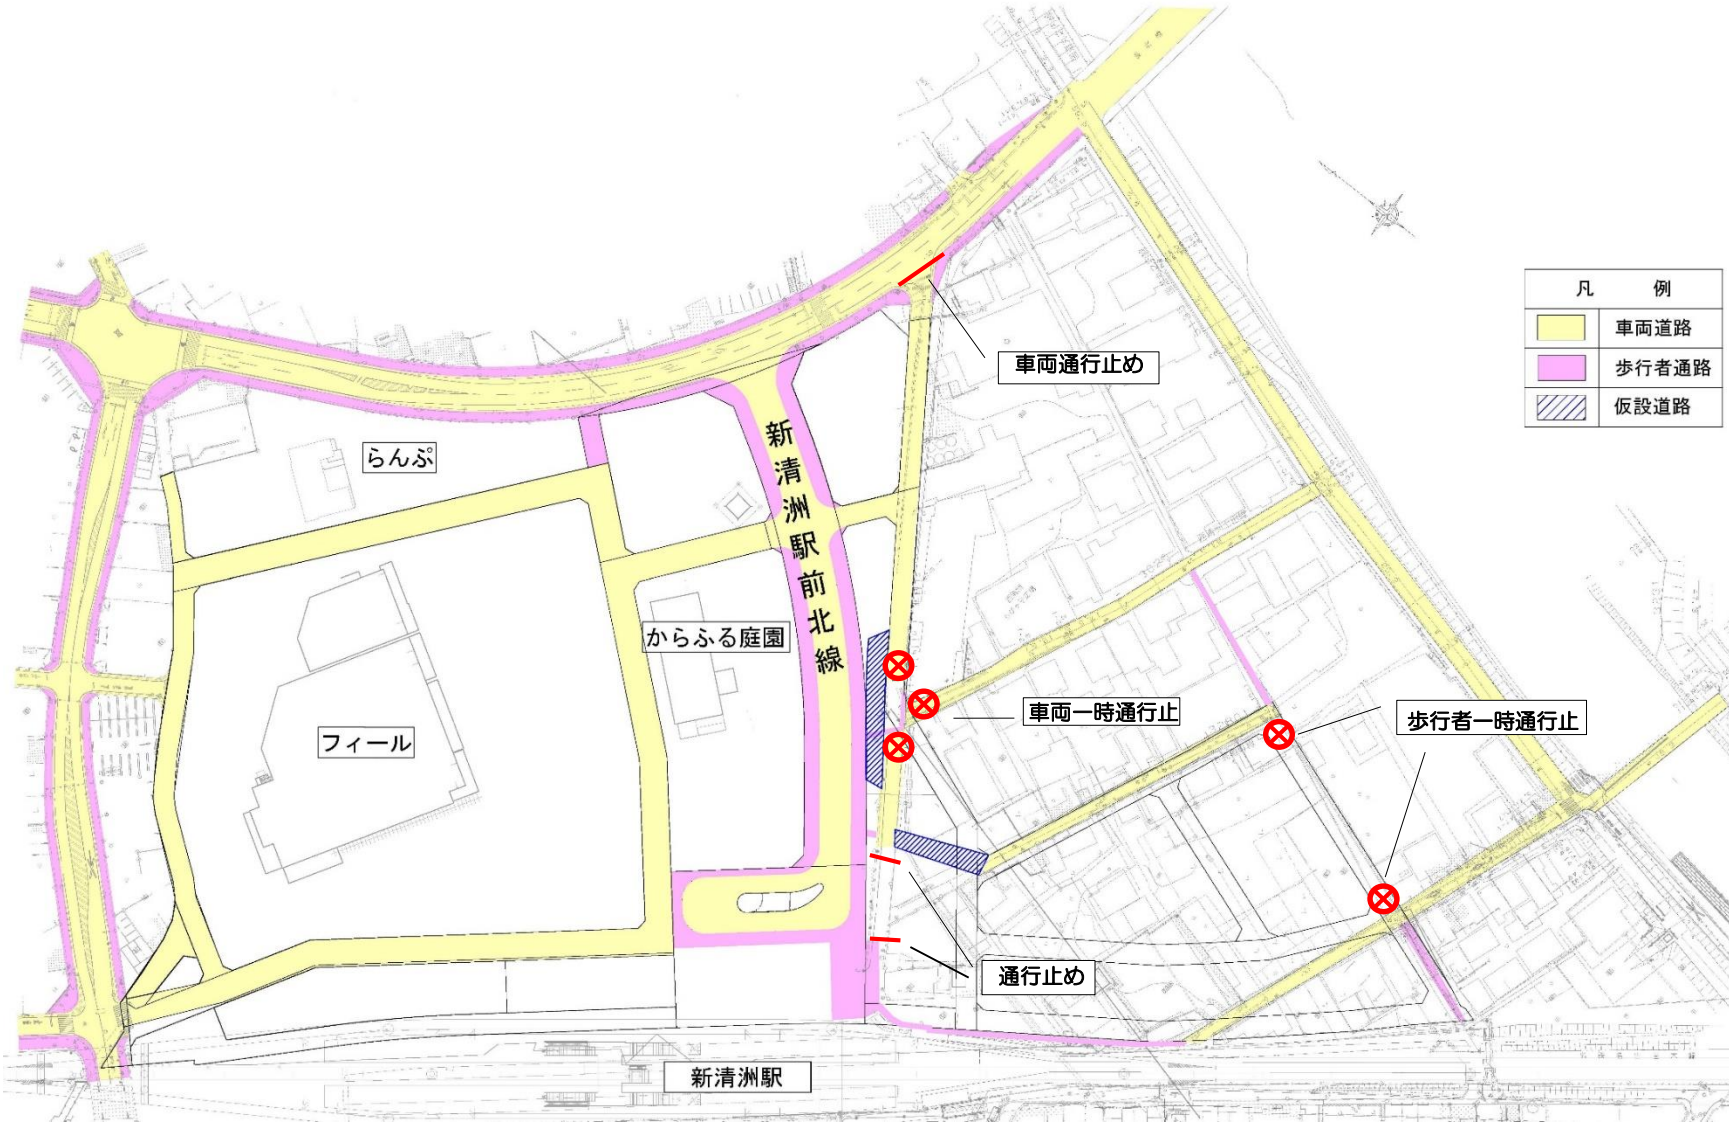 凡 例
車両道路
歩行者通路
仮設道路
車両通行止め
らんぷ
新清洲駅前北線
からふる庭園
フィール
車両一時通行止
歩行者一時通行止
通行止め
新清洲駅